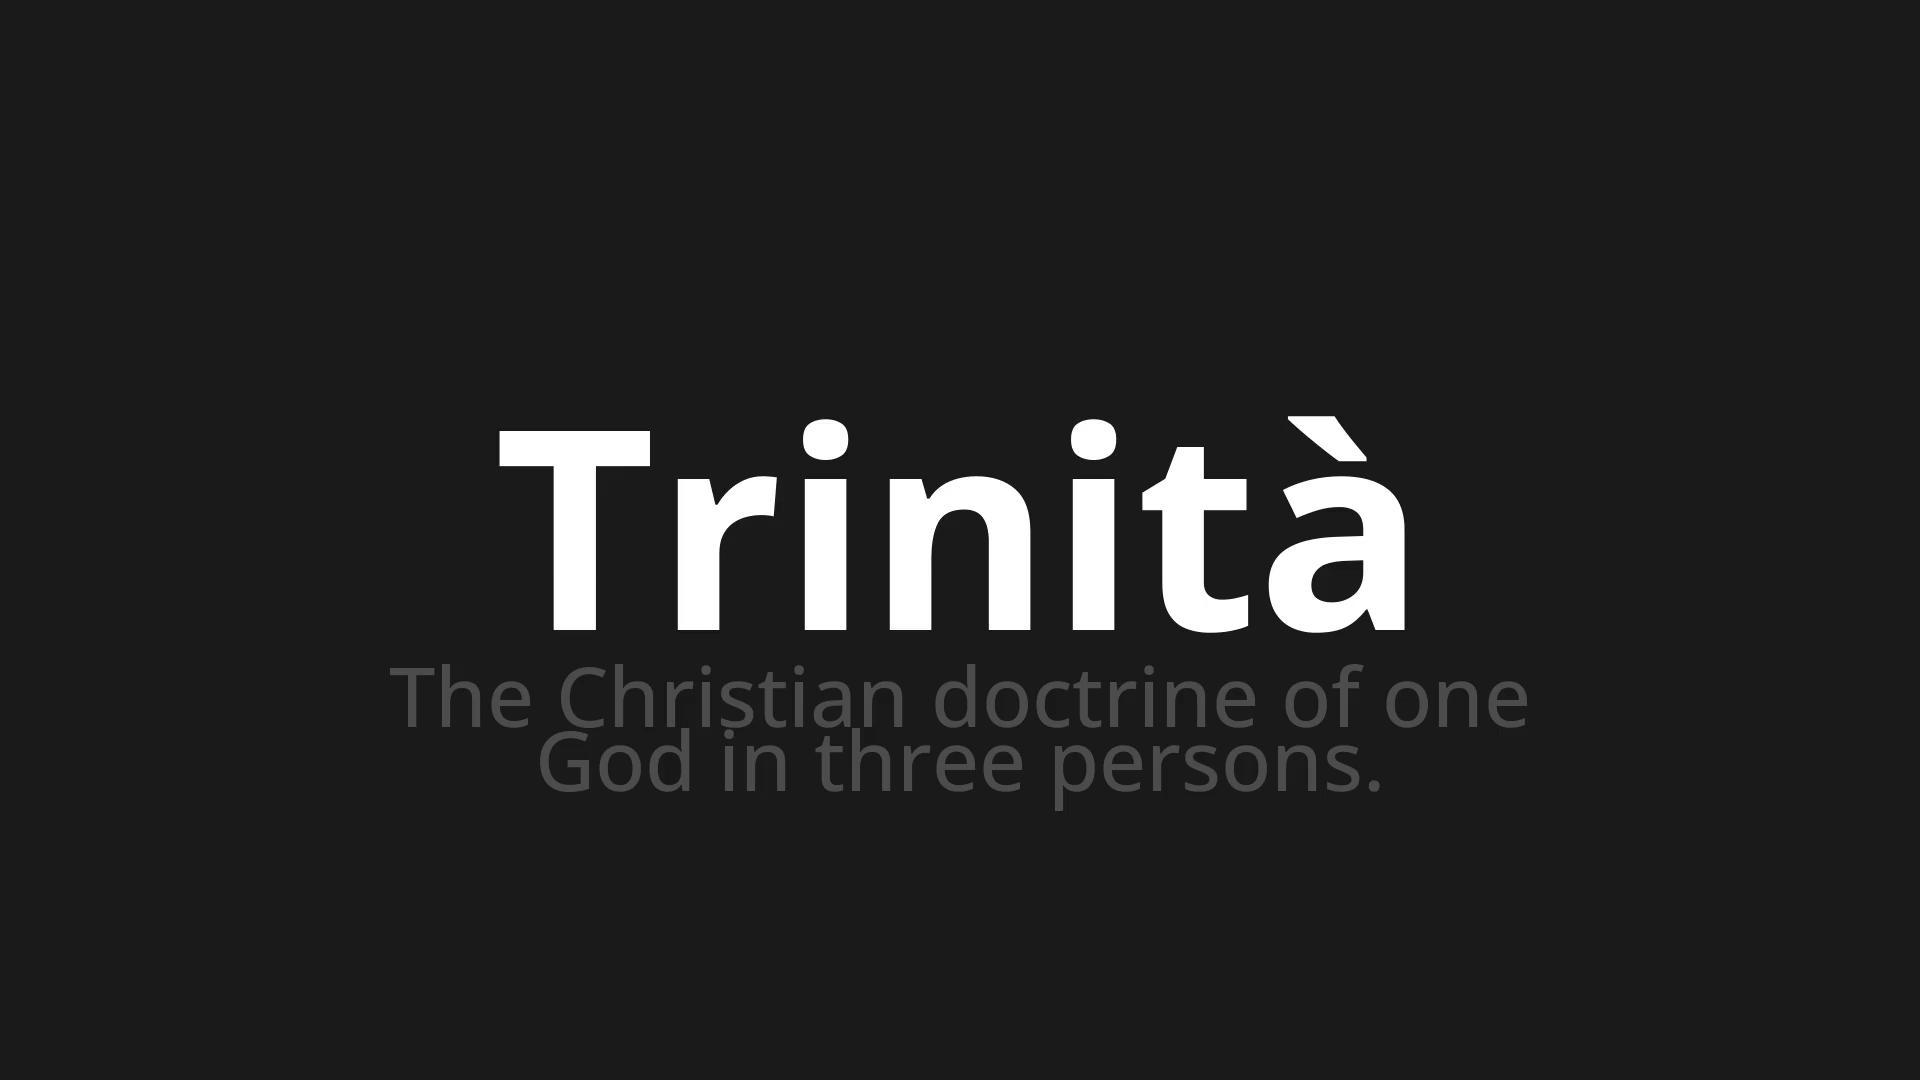 Trinità
The Christian doctrine of one
God in three persons.